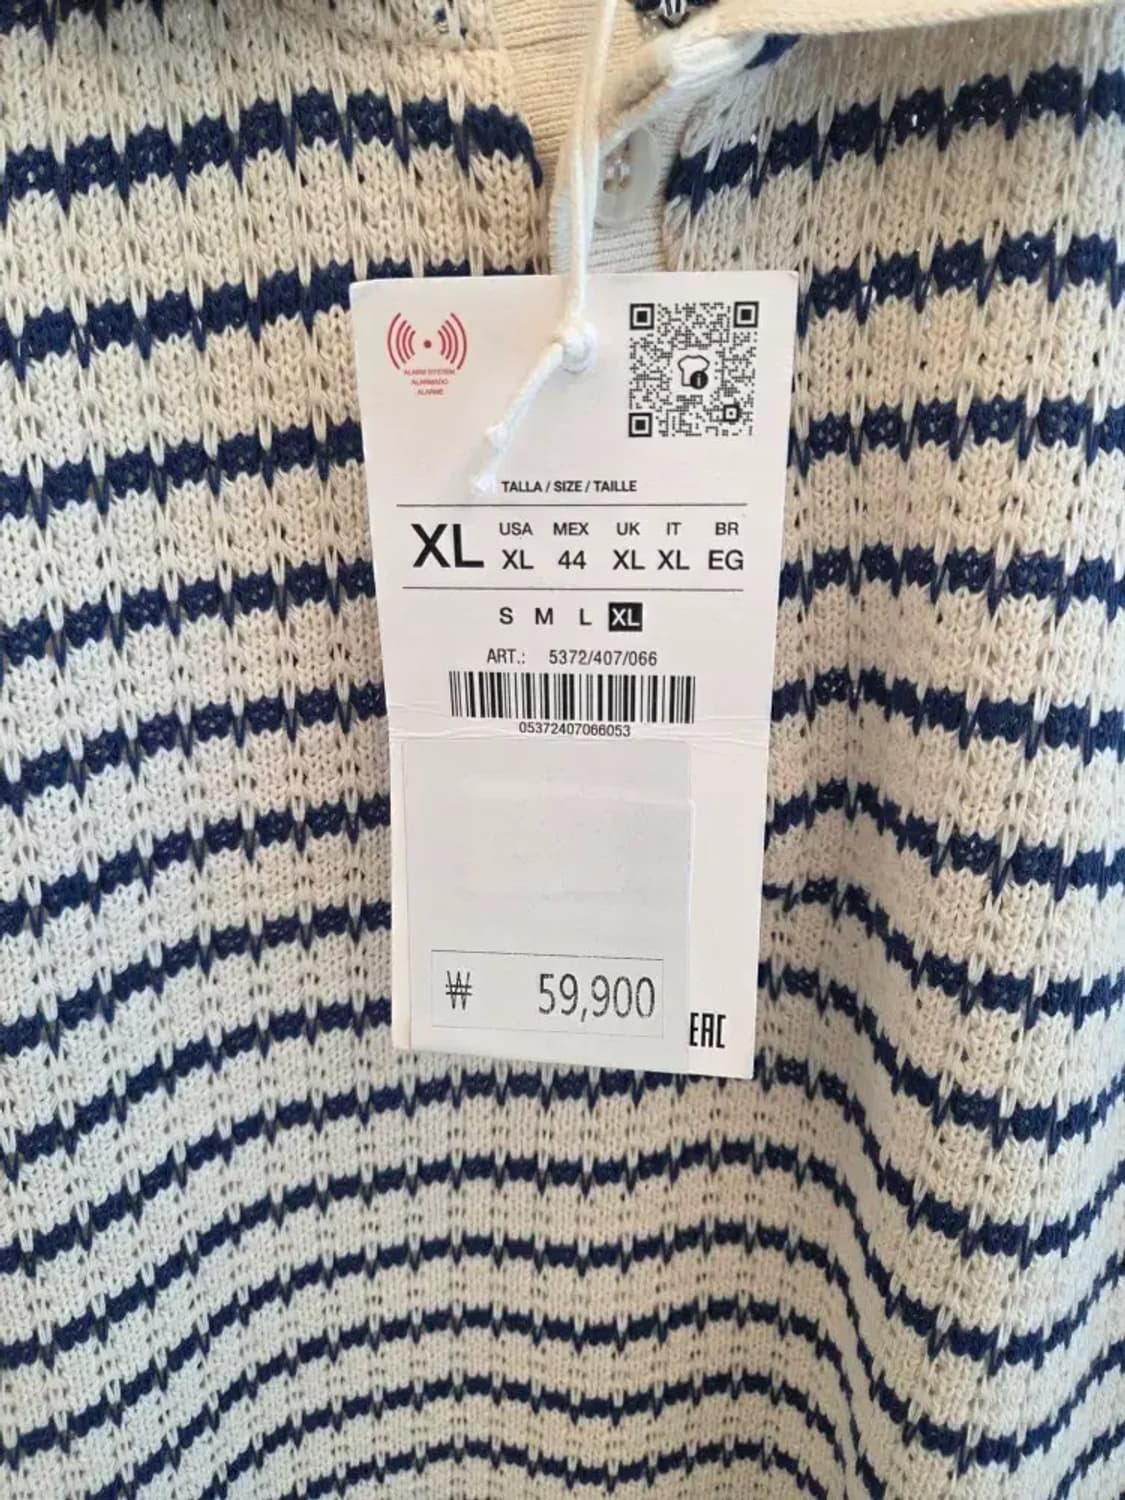 ALARM SYSTEM
ALARMADO
ALARME
TALLA / SIZE / TAILLE
XL
USA MEX UK IT BR
XL 44 XL XL EG
S M L XL
ART.: 5372/407/066
05372407066053
₩ 59,900
EAC